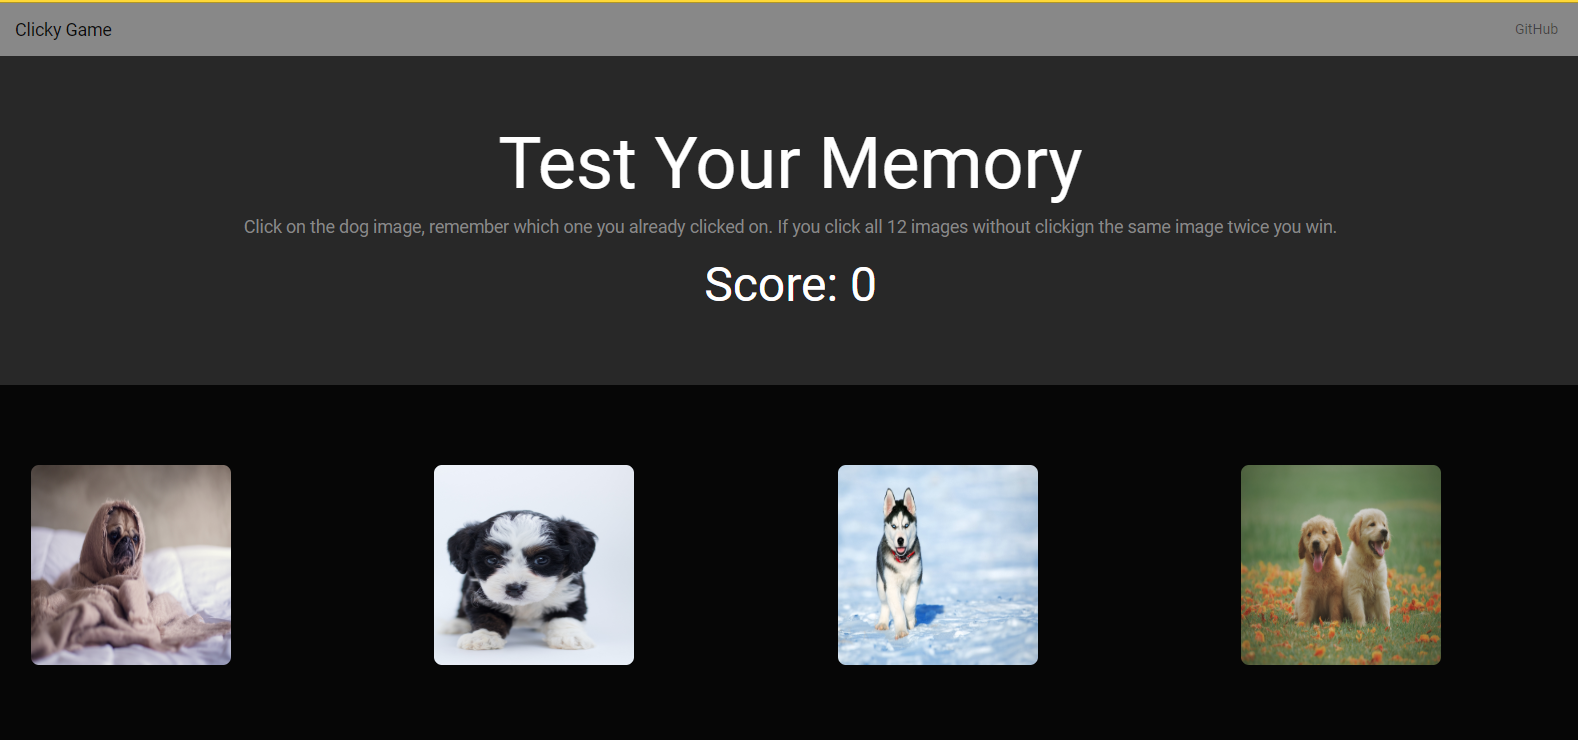 Clicky Game
GitHub
Test Your Memory
Click on the dog image, remember which one you already clicked on. If you click all 12 images without clickign the same image twice you win.
Score: 0